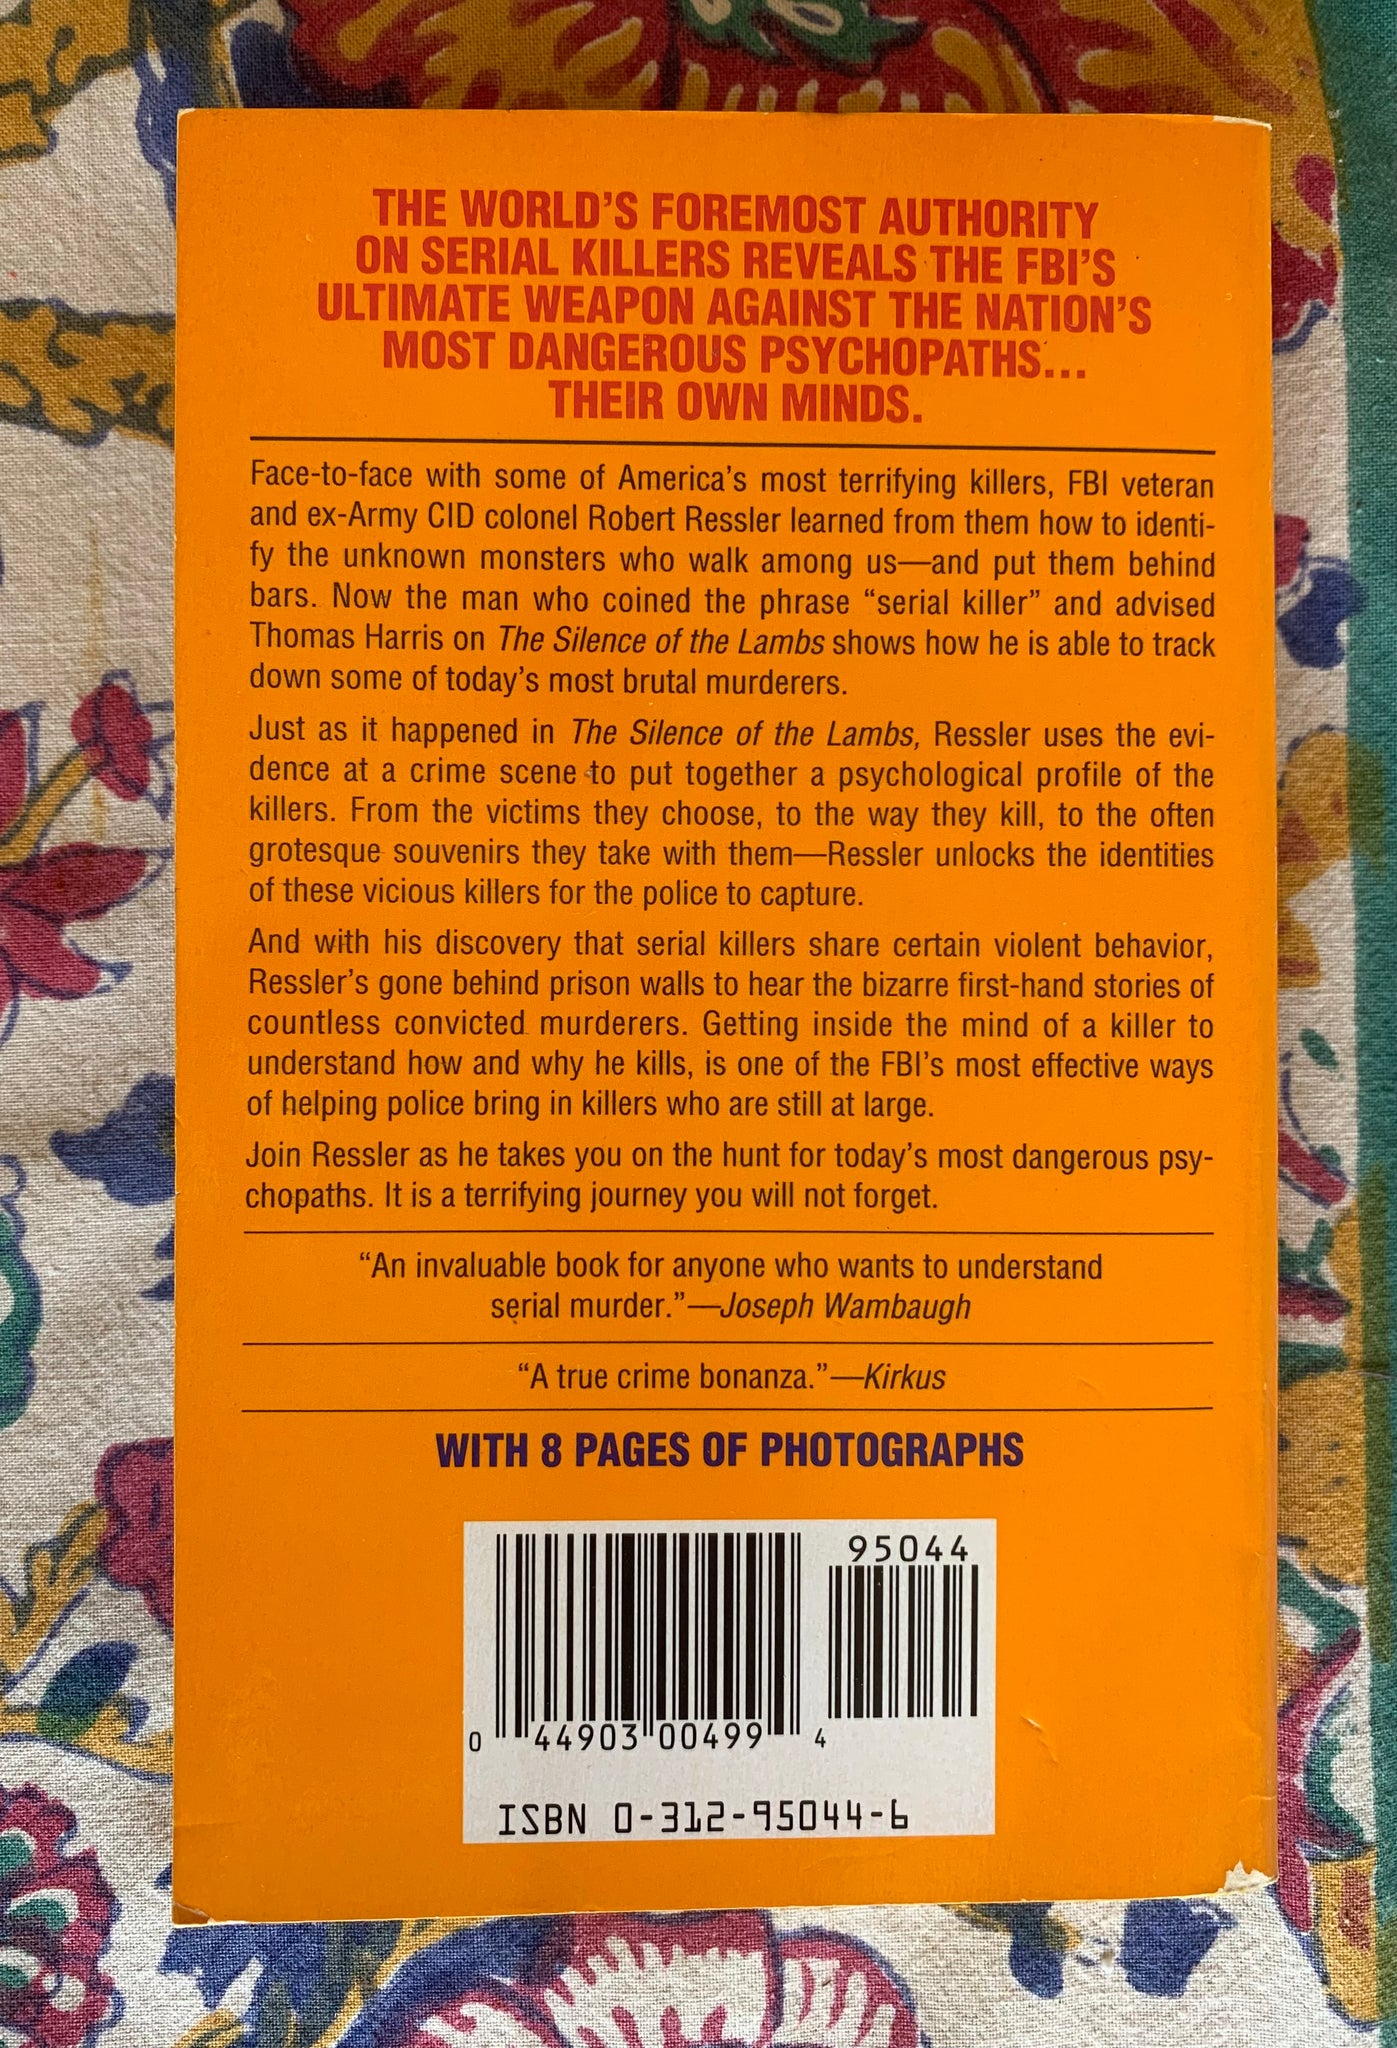 THE WORLD'S FOREMOST AUTHORITY
ON SERIAL KILLERS REVEALS THE FBI'S
ULTIMATE WEAPON AGAINST THE NATION'S
MOST DANGEROUS PSYCHOPATHS...
THEIR OWN MINDS.
Face-to-face with some of America's most terrifying killers, FBI veteran
and ex-Army CID colonel Robert Ressler learned from them how to identi-
fy the unknown monsters who walk among us—and put them behind
bars. Now the man who coined the phrase “serial killer” and advised
Thomas Harris on The Silence of the Lambs shows how he is able to track
down some of today's most brutal murderers.
Just as it happened in The Silence of the Lambs, Ressler uses the evi-
dence at a crime scene to put together a psychological profile of the
killers. From the victims they choose, to the way they kill, to the often
grotesque souvenirs they take with them—Ressler unlocks the identities
of these vicious killers for the police to capture.
And with his discovery that serial killers share certain violent behavior,
Ressler's gone behind prison walls to hear the bizarre first-hand stories of
countless convicted murderers. Getting inside the mind of a killer to
understand how and why he kills, is one of the FBI's most effective ways
of helping police bring in killers who are still at large.
Join Ressler as he takes you on the hunt for today's most dangerous psy-
chopaths. It is a terrifying journey you will not forget.
“An invaluable book for anyone who wants to understand
serial murder.”—Joseph Wambaugh
“A true crime bonanza.”—Kirkus
WITH 8 PAGES OF PHOTOGRAPHS
95044
0 44903 00499 4
ISBN 0-312-95044-6